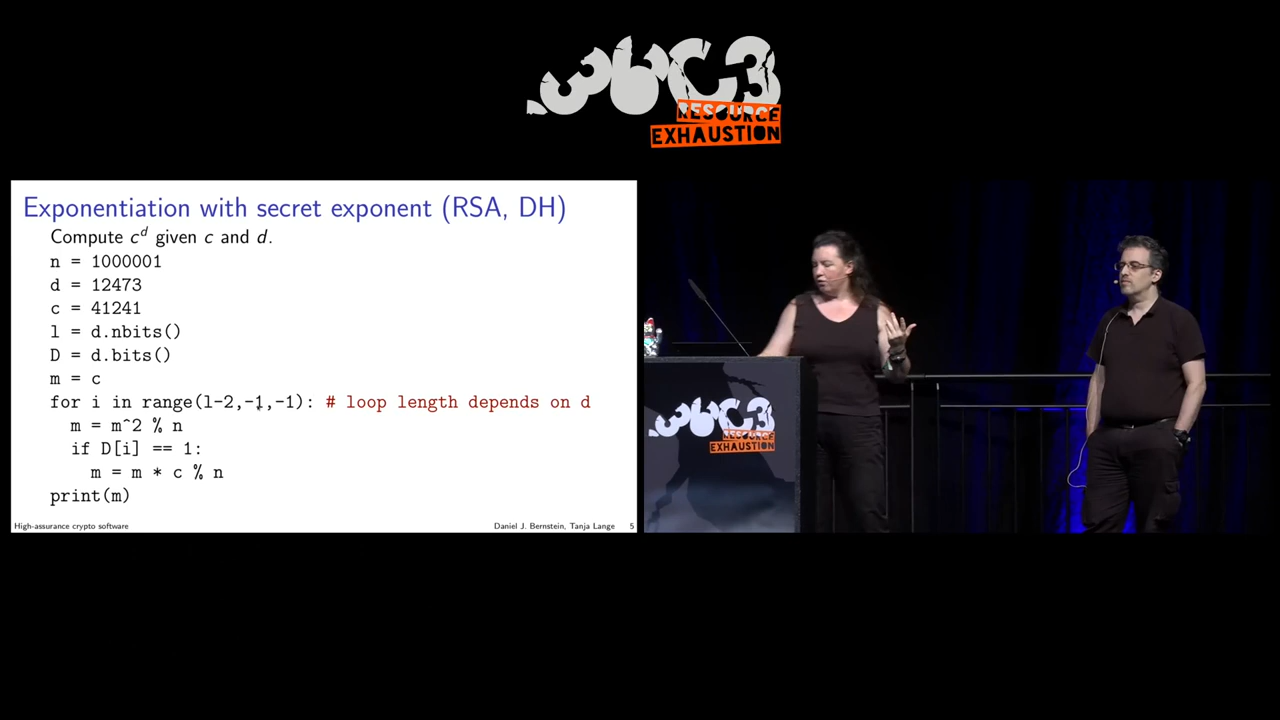 36C3
RESOURCE
EXHAUSTION
Exponentiation with secret exponent (RSA, DH)
Compute c^d given c and d.
n = 1000001
d = 12473
c = 41241
l = d.nbits()
D = d.bits()
m = c
for i in range(l-2,-1,-1): # loop length depends on d
m = m^2 % n
if D[i] == 1:
m = m * c % n
print(m)
High-assurance crypto software
Daniel J. Bernstein, Tanja Lange 5
36C3
RESOURCE
EXHAUSTION